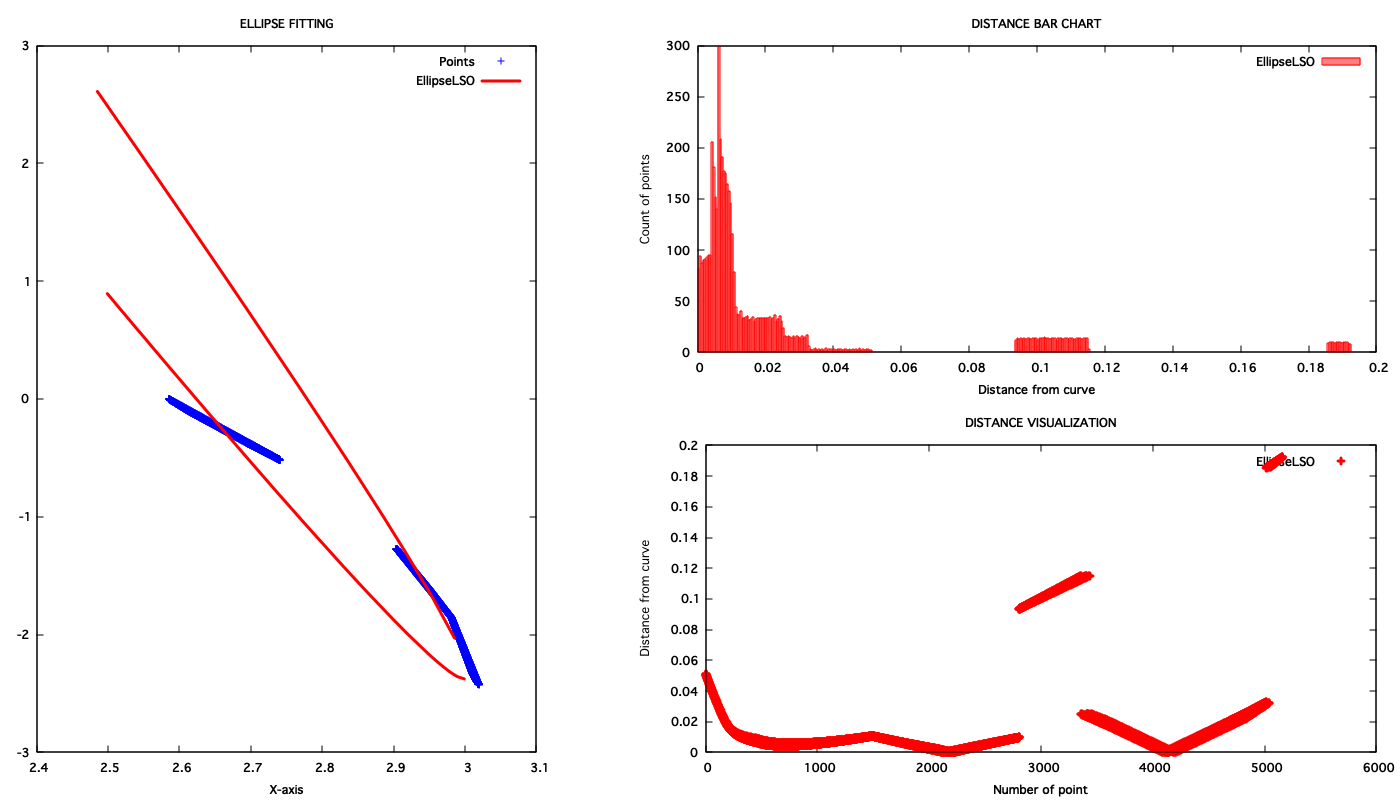 ELLIPSE FITTING
Points
EllipseLSO
3
2
1
0
-1
-2
-3
2.4 2.5 2.6 2.7 2.8 2.9 3 3.1
X-axis
DISTANCE BAR CHART
EllipseLSO
Count of points
300
250
200
150
100
50
0
0 0.02 0.04 0.06 0.08 0.1 0.12 0.14 0.16 0.18 0.2
Distance from curve
DISTANCE VISUALIZATION
EllipseLSO
Distance from curve
0.2
0.18
0.16
0.14
0.12
0.1
0.08
0.06
0.04
0.02
0
0 1000 2000 3000 4000 5000 6000
Number of point